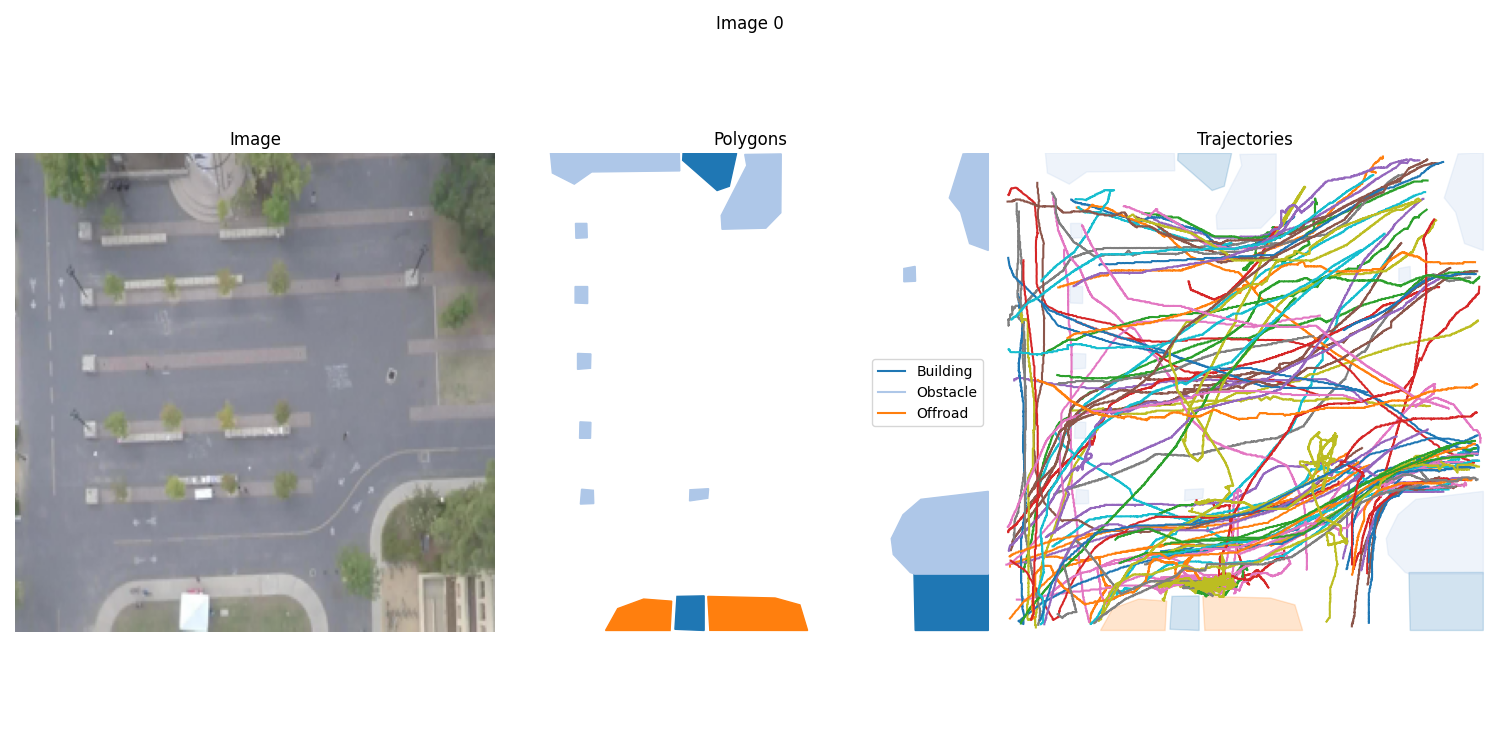 Image 0
Image
Polygons
Trajectories
Building
Obstacle
Offroad